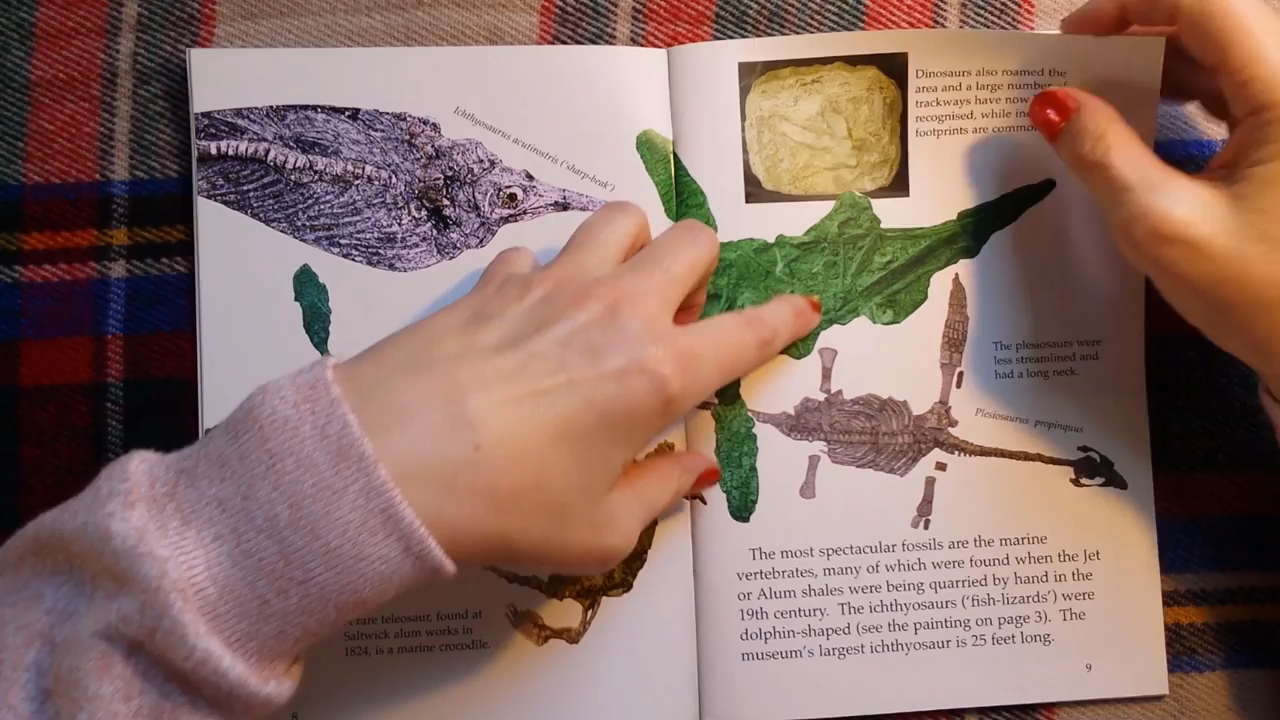 Ichthyosaurus acutirostris ('sharp-beak')
rare teleosaur, found at
Saltwick alum works in
1824, is a marine crocodile.
8
Dinosaurs also roamed the
area and a large number of
trackways have now
recognised, while
footprints are common
The plesiosaurs were
less streamlined and
had a long neck.
Plesiosaurus propinquus
The most spectacular fossils are the marine
vertebrates, many of which were found when the Jet
or Alum shales were being quarried by hand in the
19th century. The ichthyosaurs ('fish-lizards') were
dolphin-shaped (see the painting on page 3). The
museum's largest ichthyosaur is 25 feet long.
9